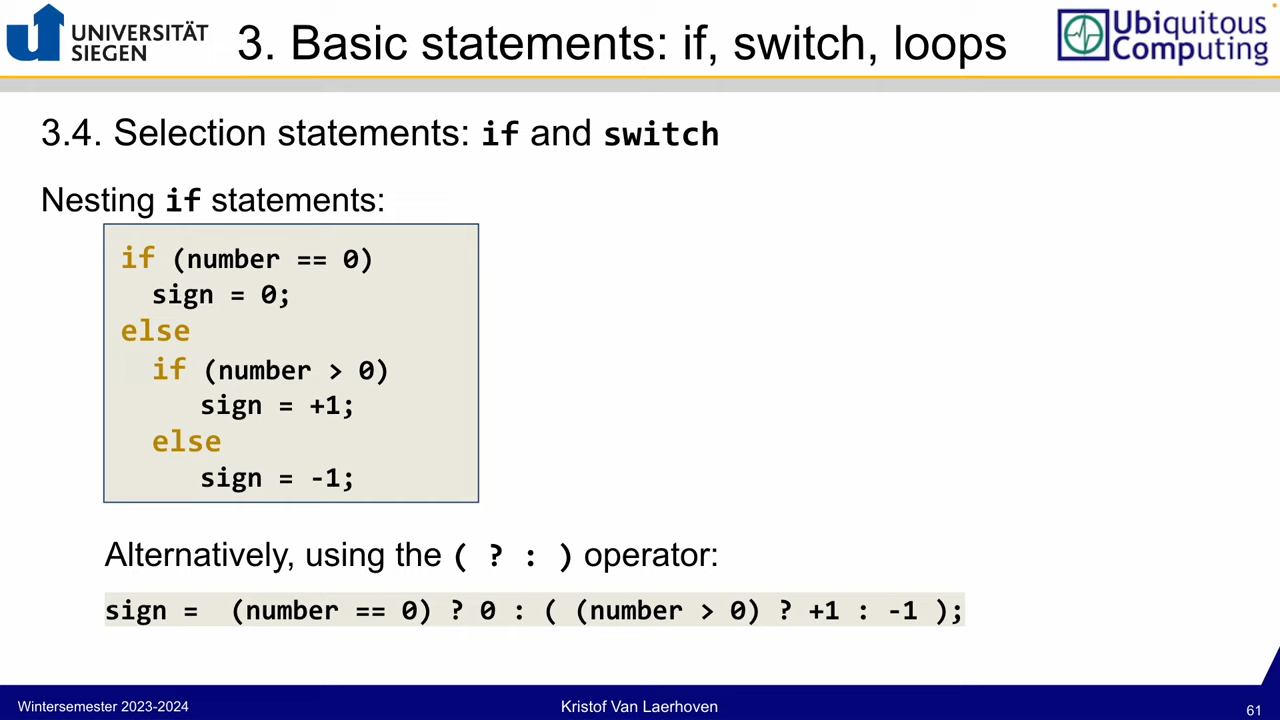 UNIVERSITÄT
SIEGEN
3. Basic statements: if, switch, loops
Ubiquitous
Computing
3.4. Selection statements: if and switch
Nesting if statements:
if (number == 0)
  sign = 0;
else
  if (number > 0)
    sign = +1;
  else
    sign = -1;
Alternatively, using the ( ? : ) operator:
sign =  (number == 0) ? 0 : ( (number > 0) ? +1 : -1 );
Wintersemester 2023-2024
Kristof Van Laerhoven
61